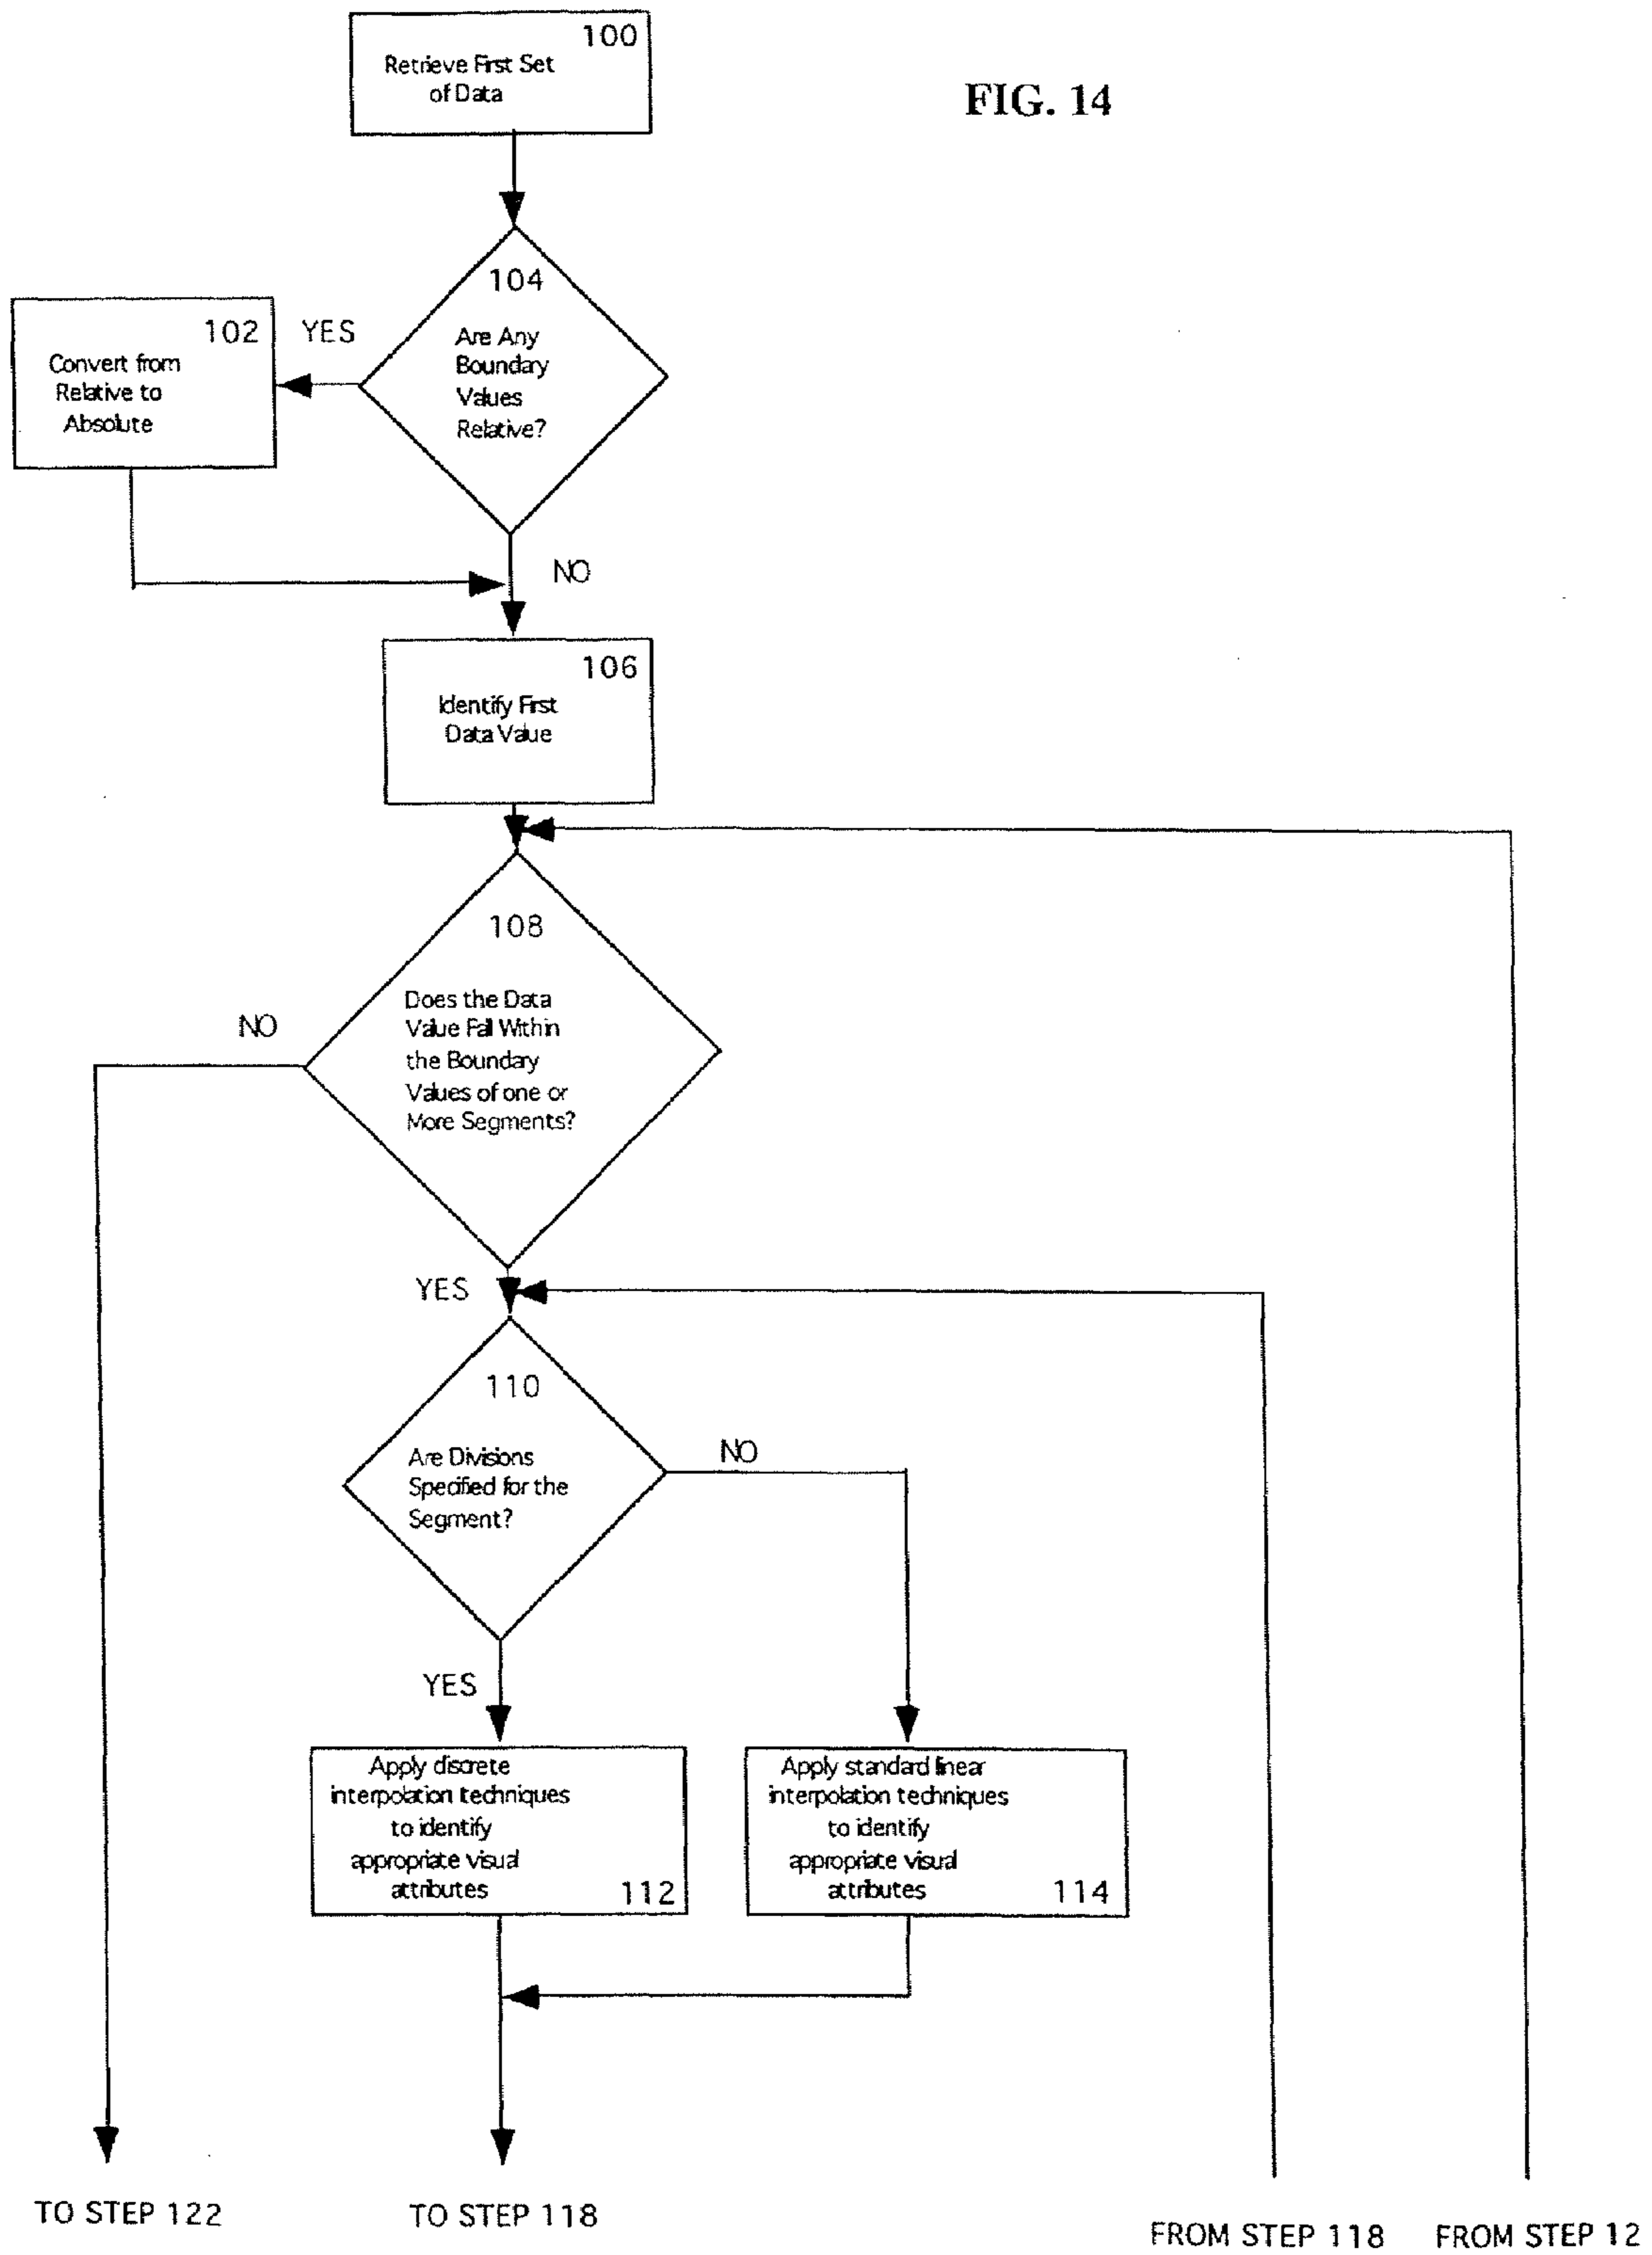 100
Retrieve First Set
of Data
FIG. 14
104
Are Any
Boundary
Values
Relative?
YES
102
Convert from
Relative to
Absolute
NO
106
Identify First
Data Value
108
Does the Data
Value Fall Within
the Boundary
Values of one or
More Segments?
NO
YES
110
Are Divisions
Specified for the
Segment?
NO
YES
Apply discrete
interpolation techniques
to identify
appropriate visual
attributes
112
Apply standard linear
interpolation techniques
to identify
appropriate visual
attributes
114
TO STEP 122
TO STEP 118
FROM STEP 118
FROM STEP 12